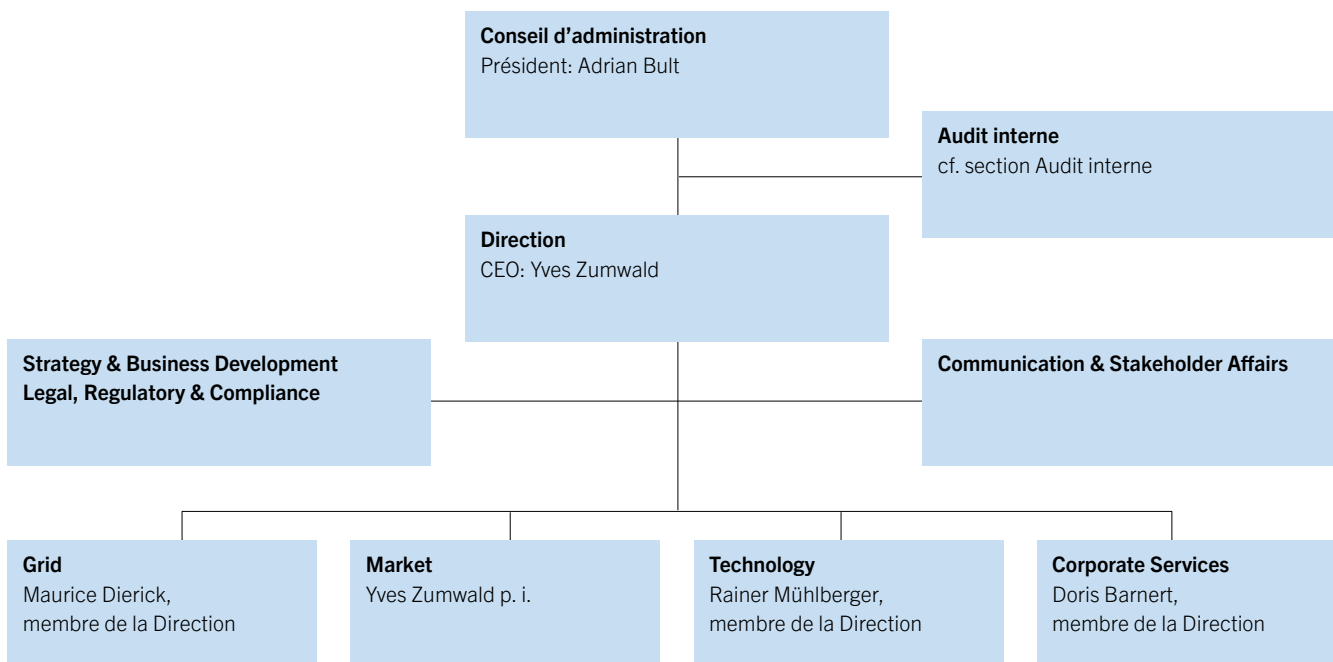 Conseil d’administration
Président: Adrian Bult
Audit interne
cf. section Audit interne
Direction
CEO: Yves Zumwald
Strategy & Business Development
Legal, Regulatory & Compliance
Communication & Stakeholder Affairs
Grid
Maurice Dierick,
membre de la Direction
Market
Yves Zumwald p. i.
Technology
Rainer Mühlberger,
membre de la Direction
Corporate Services
Doris Barnert,
membre de la Direction